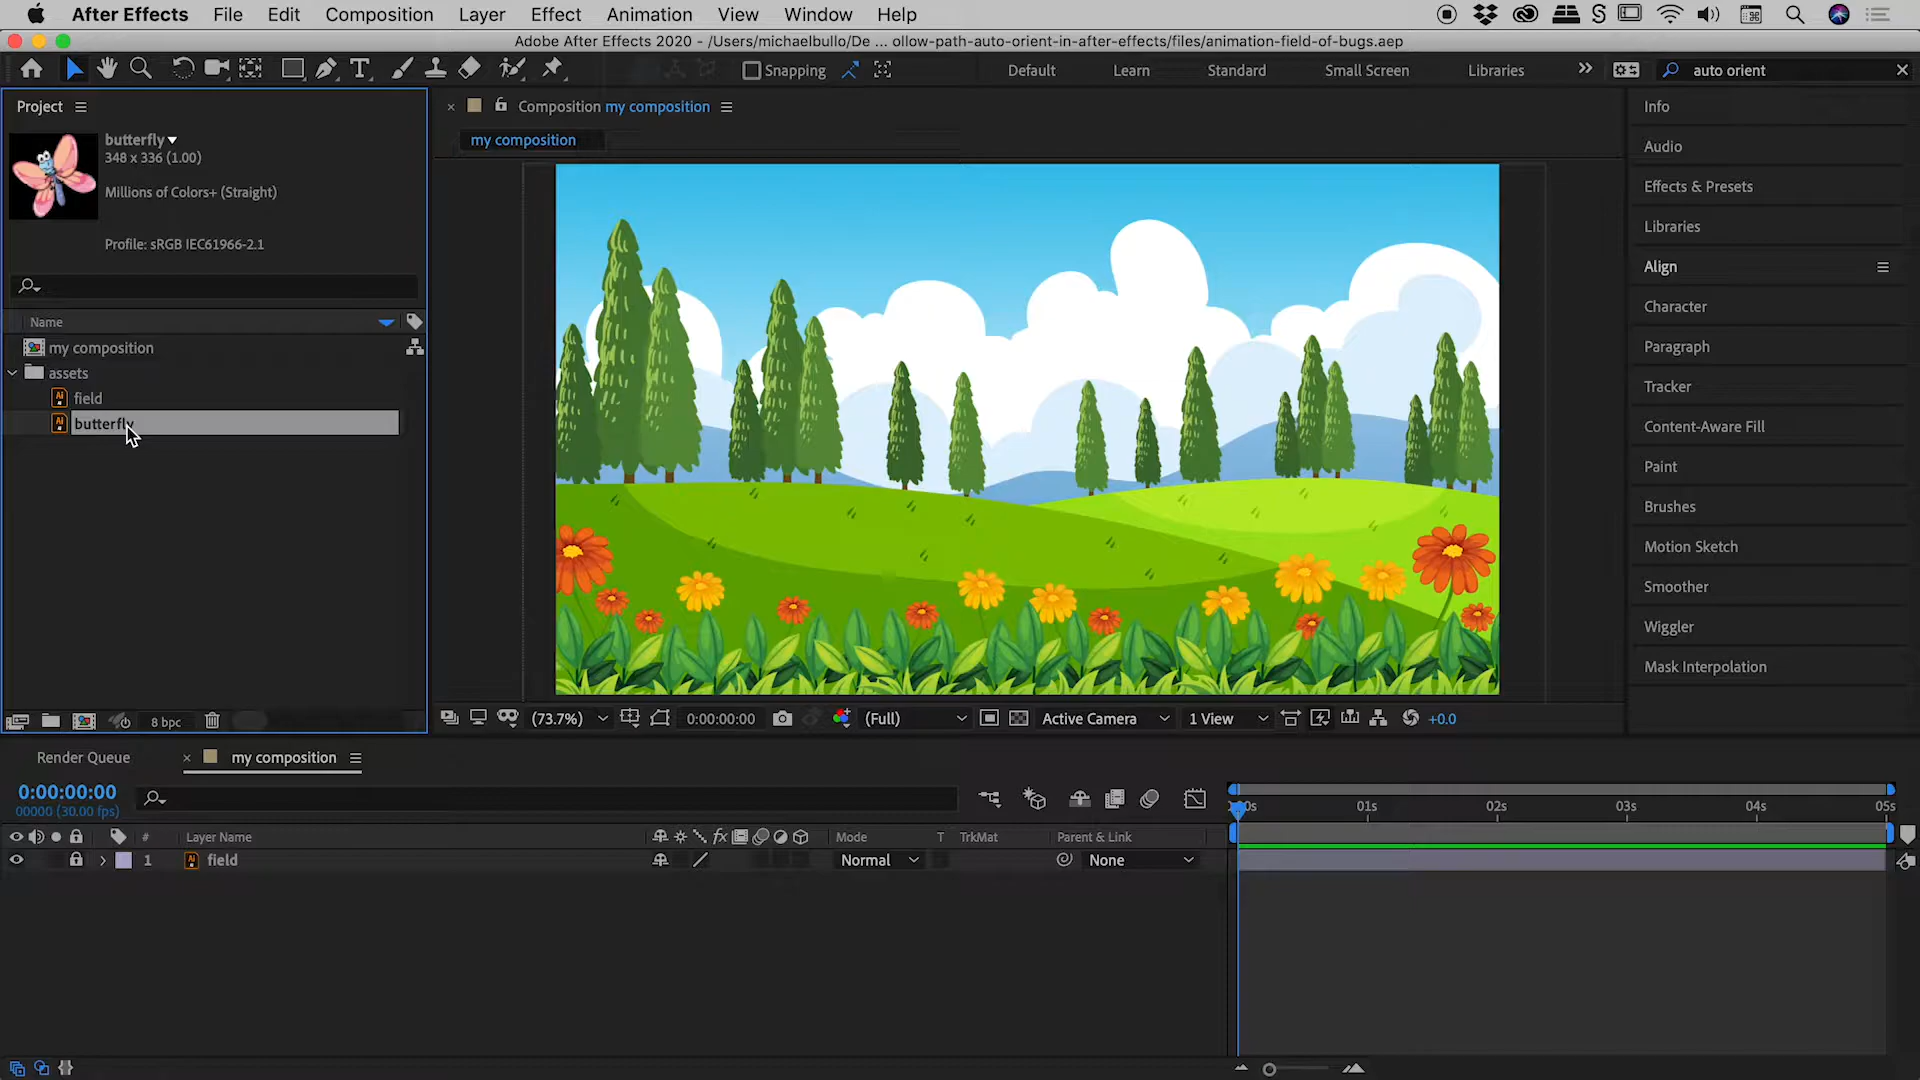 After Effects File Edit Composition Layer Effect Animation View Window Help
Adobe After Effects 2020 - /Users/michaelbullo/De ... ollow-path-auto-orient-in-after-effects/files/animation-field-of-bugs.aep
Snapping Default Learn Standard Small Screen Libraries auto orient
Project
butterfly
348 x 336 (1.00)
Millions of Colors+ (Straight)
Profile: sRGB IEC61966-2.1
Name
my composition
assets
field
butterfly
8 bpc
Composition my composition
my composition
(73.7%) 0:00:00:00 (Full) Active Camera 1 View +0.0
Info
Audio
Effects & Presets
Libraries
Align
Character
Paragraph
Tracker
Content-Aware Fill
Paint
Brushes
Motion Sketch
Smoother
Wiggler
Mask Interpolation
Render Queue my composition
0:00:00:00
00000 (30.00 fps)
01s 02s 03s 04s 05s
# Layer Name Mode T TrkMat Parent & Link
1 field Normal None